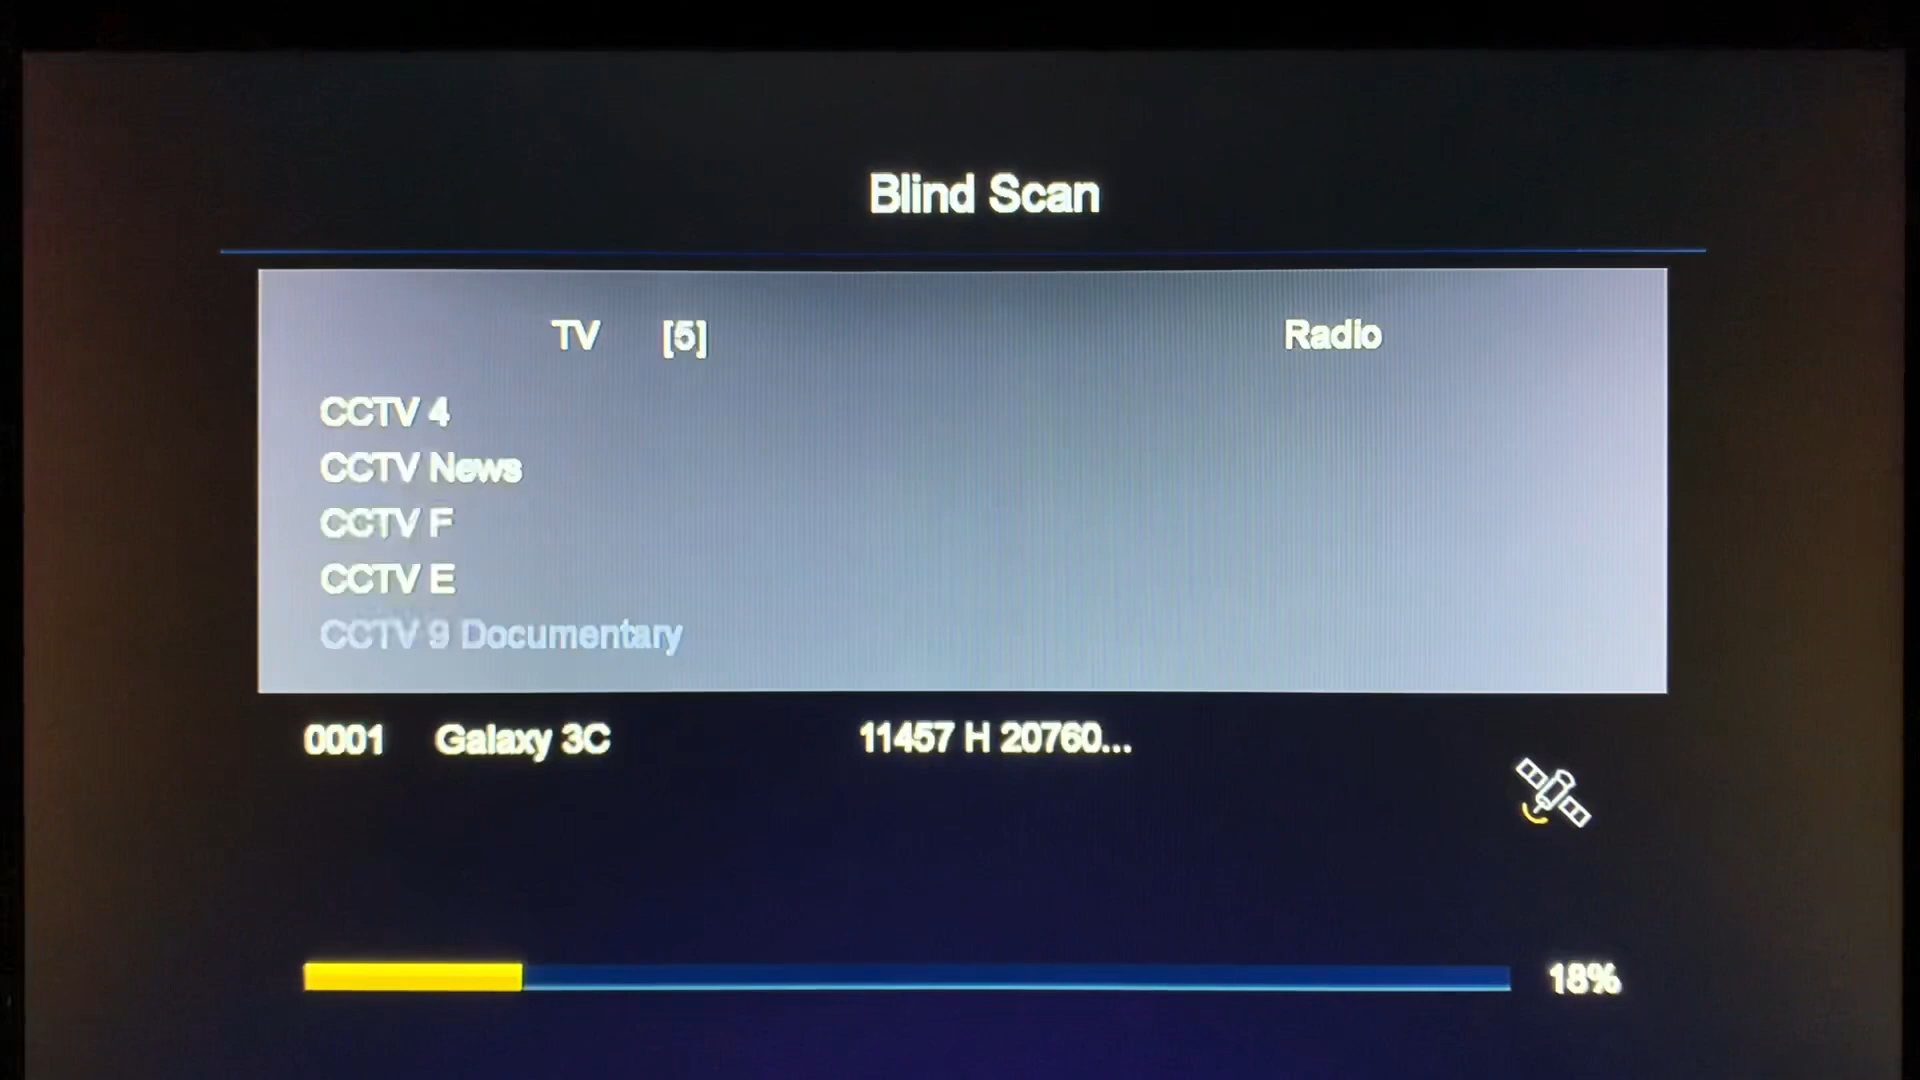 Blind Scan
TV [5] Radio
CCTV 4
CCTV News
CCTV F
CCTV E
CCTV 9 Documentary
0001 Galaxy 3C 11457 H 20760...
18%